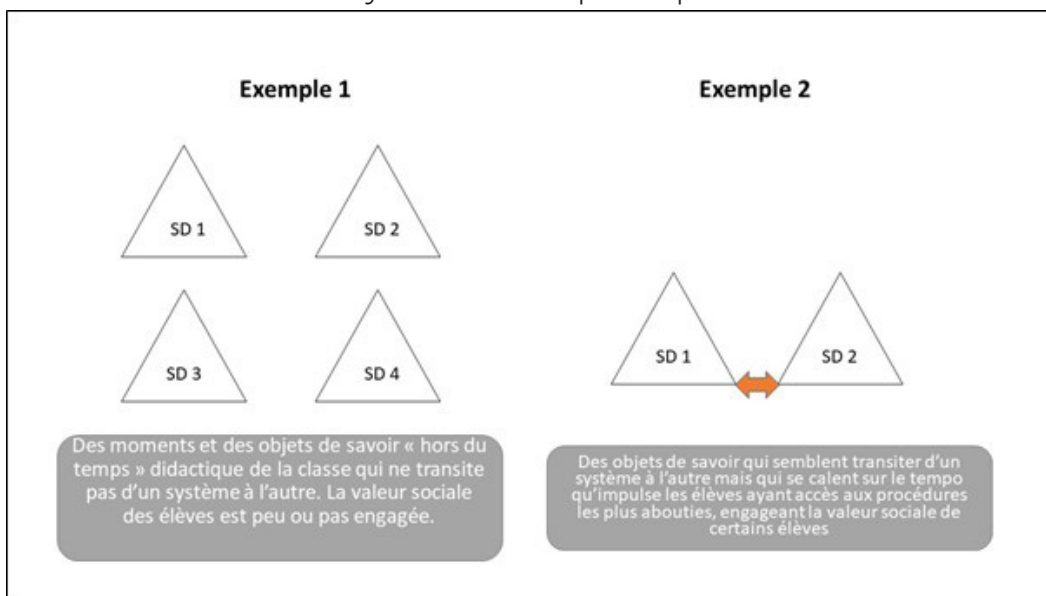 Exemple 1
SD 1
SD 2
SD 3
SD 4
Des moments et des objets de savoir « hors du
temps » didactique de la classe qui ne transite
pas d'un système à l'autre. La valeur sociale
des élèves est peu ou pas engagée.
Exemple 2
SD 1
SD 2
Des objets de savoir qui semblent transiter d'un
système à l'autre mais qui se calent sur le tempo
qu'impulse les élèves ayant accès aux procédures
les plus abouties, engageant la valeur sociale de
certains élèves